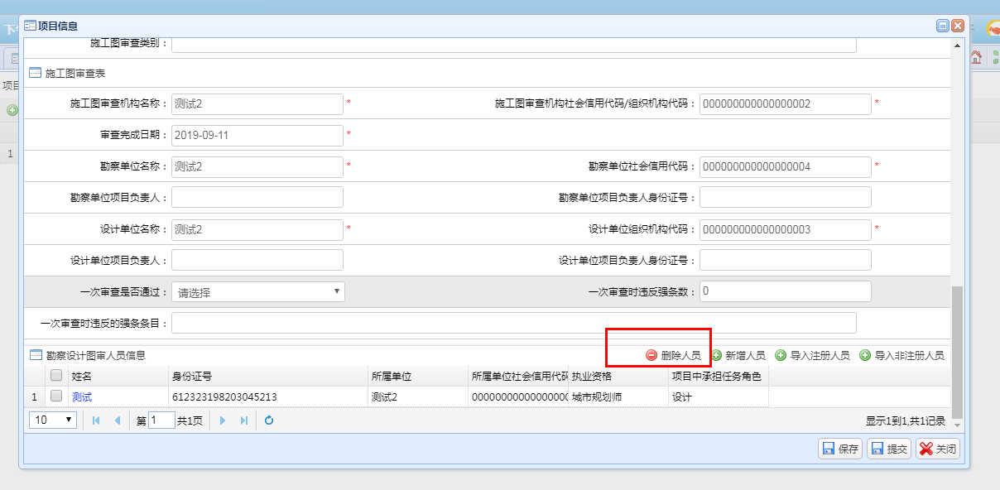 项目信息
施工图审查类别：
施工图审查表
施工图审查机构名称： 测试2 * 施工图审查机构社会信用代码/组织机构代码： 000000000000000002 *
审查完成日期： 2019-09-11 *
勘察单位名称： 测试2 * 勘察单位社会信用代码： 000000000000000004 *
勘察单位项目负责人： 勘察单位项目负责人身份证号：
设计单位名称： 测试2 * 设计单位组织机构代码： 000000000000000003 *
设计单位项目负责人： 设计单位项目负责人身份证号：
一次审查是否通过： 请选择 一次审查时违反强条数： 0
一次审查时违反的强条条目：
勘察设计图审人员信息 删除人员 新增人员 导入注册人员 导入非注册人员
姓名 身份证号 所属单位 所属单位社会信用代码 执业资格 项目中承担任务角色
1 测试 612323198203045213 测试2 00000000000000000 城市规划师 设计
10 第 1 共1页 显示1到1,共1记录
保存 提交 关闭
项目
1